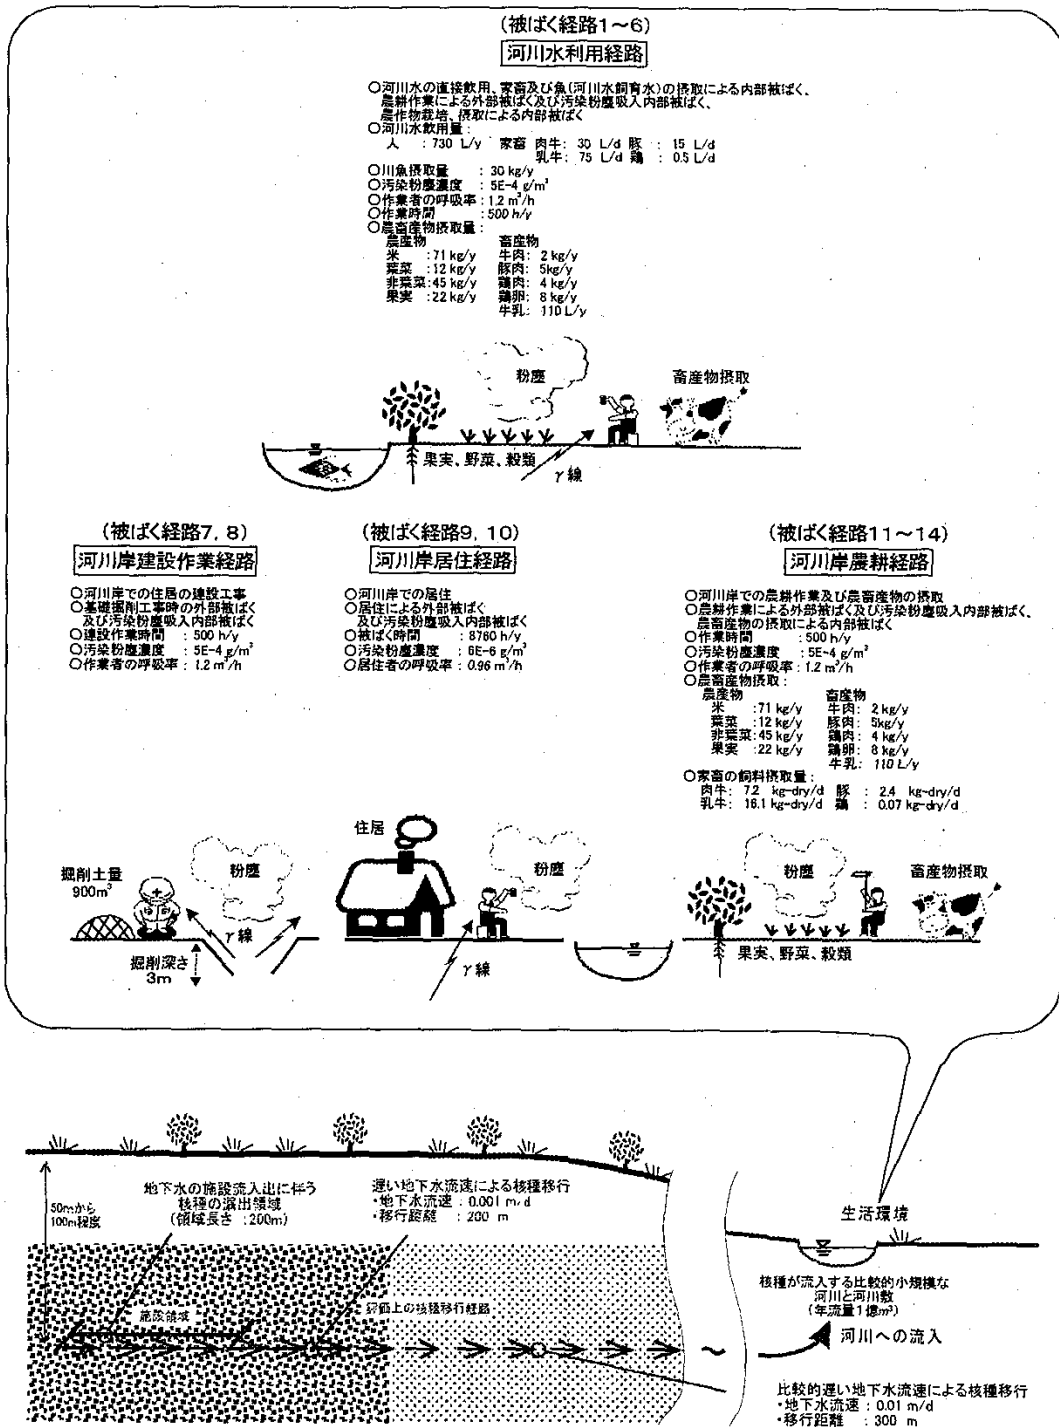 (被ばく経路1～6)
河川水利用経路
○河川水の直接飲用、家畜及び魚(河川水飼育水)の摂取による内部被ばく、
農耕作業による外部被ばく及び汚染粉塵吸入内部被ばく、
農作物栽培、摂取による内部被ばく
○河川水飲用量:
人 :730 L/y 家畜 肉牛: 30 L/d 豚 : 15 L/d
乳牛: 75 L/d 鶏 : 0.5 L/d
○川魚摂取量 : 30 kg/y
○汚染粉塵濃度 : 5E-4 g/m³
○作業者の呼吸率 : 1.2 m³/h
○作業時間 : 500 h/y
○農畜産物摂取量:
農産物 畜産物
米 :71 kg/y 牛肉: 2 kg/y
葉菜 :12 kg/y 豚肉: 5kg/y
非葉菜:45 kg/y 鶏肉: 4 kg/y
果実 :22 kg/y 鶏卵: 8 kg/y
牛乳: 110 L/y
粉塵
畜産物摂取
果実、野菜、穀類
γ線
(被ばく経路7, 8)
河川岸建設作業経路
○河川岸での住居の建設工事
○基礎掘削工事時の外部被ばく
及び汚染粉塵吸入内部被ばく
○建設作業時間 : 500 h/y
○汚染粉塵濃度 : 5E-4 g/m³
○作業者の呼吸率 : 1.2 m³/h
(被ばく経路9, 10)
河川岸居住経路
○河川岸での居住
○居住による外部被ばく
及び汚染粉塵吸入内部被ばく
○被ばく時間 : 8760 h/y
○汚染粉塵濃度 : 6E-6 g/m³
○居住者の呼吸率 : 0.96 m³/h
(被ばく経路11～14)
河川岸農耕経路
○河川岸での農耕作業及び農畜産物の摂取
○農耕作業による外部被ばく及び汚染粉塵吸入内部被ばく、
農畜産物の摂取による内部被ばく
○作業時間 : 500 h/y
○汚染粉塵濃度 : 5E-4 g/m³
○作業者の呼吸率 : 1.2 m³/h
○農畜産物摂取:
農産物 畜産物
米 :71 kg/y 牛肉: 2 kg/y
葉菜 :12 kg/y 豚肉: 5kg/y
非葉菜:45 kg/y 鶏肉: 4 kg/y
果実 :22 kg/y 鶏卵: 8 kg/y
牛乳: 110 L/y
○家畜の飼料摂取量:
肉牛: 7.2 kg-dry/d 豚 : 2.4 kg-dry/d
乳牛: 16.1 kg-dry/d 鶏 : 0.07 kg-dry/d
掘削土量
900m³
粉塵
γ線
掘削深さ
3m
住居
粉塵
γ線
粉塵
畜産物摂取
果実、野菜、穀類
50mから
100m程度
地下水の施設流入出に伴う
核種の漏出領域
(領域長さ :200m)
遅い地下水流速による核種移行
・地下水流速 : 0.001 m/d
・移行距離 : 200 m
施設領域
評価上の核種移行経路
生活環境
核種が流入する比較的小規模な
河川と河川敷
(年流量1億m³)
河川への流入
～
比較的遅い地下水流速による核種移行
・地下水流速 : 0.01 m/d
・移行距離 : 300 m